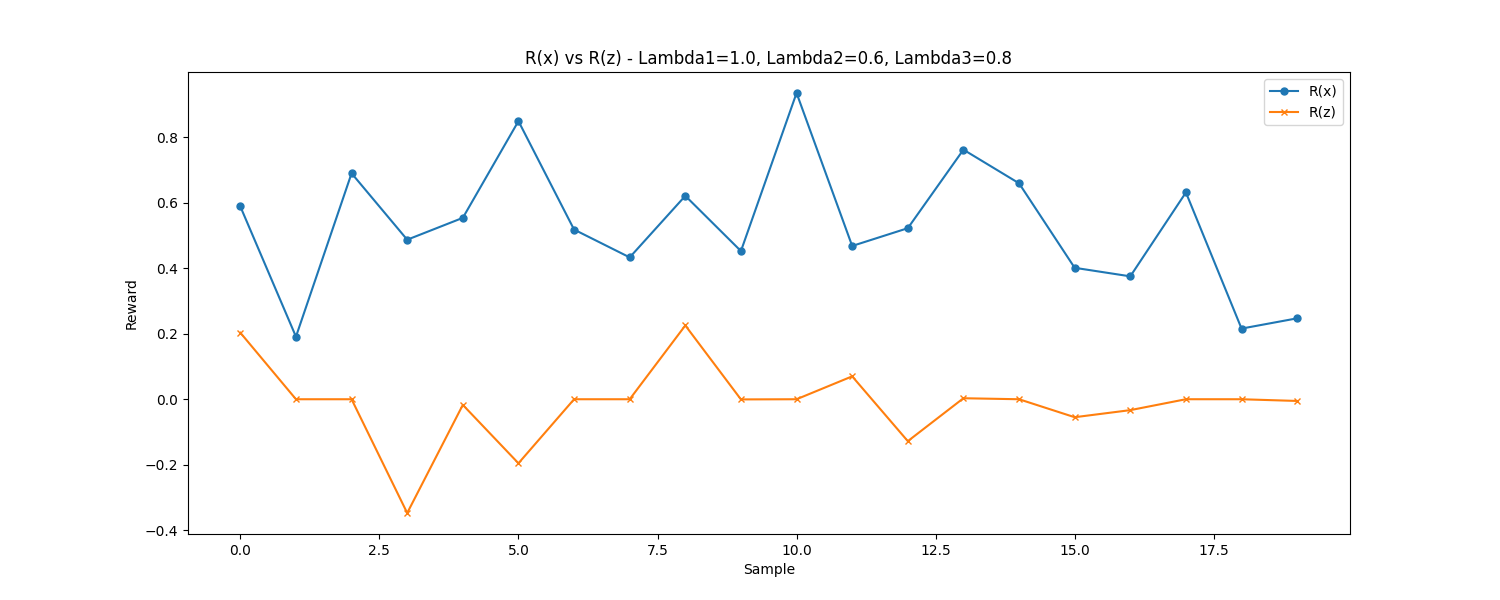 R(x) vs R(z) - Lambda1=1.0, Lambda2=0.6, Lambda3=0.8
R(x)
R(z)
0.8
0.6
0.4
0.2
0.0
−0.2
−0.4
Reward
0.0 2.5 5.0 7.5 10.0 12.5 15.0 17.5
Sample